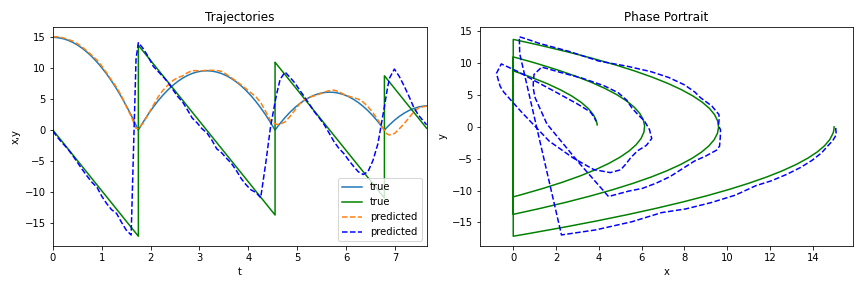 Trajectories
x,y
15
10
5
0
−5
−10
−15
0 1 2 3 4 5 6 7
t
true
true
predicted
predicted
Phase Portrait
y
15
10
5
0
−5
−10
−15
0 2 4 6 8 10 12 14
x